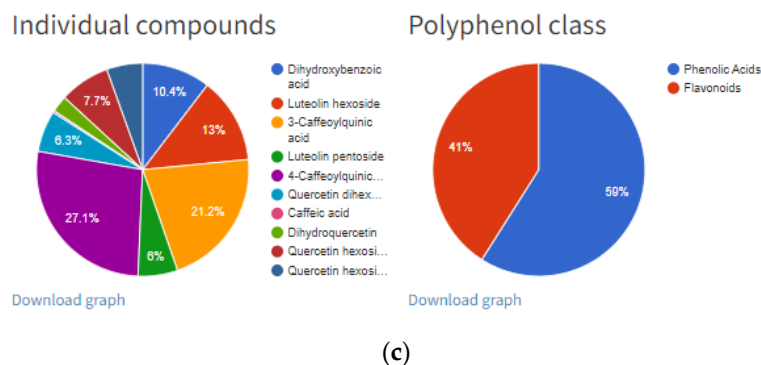 Individual compounds
10.4%
13%
21.2%
6%
27.1%
6.3%
7.7%
Dihydroxybenzoic
acid
Luteolin hexoside
3-Caffeoylquinic
acid
Luteolin pentoside
4-Caffeoylquinic...
Quercetin dihex...
Caffeic acid
Dihydroquercetin
Quercetin hexosi...
Quercetin hexosi...
Download graph
Polyphenol class
41%
59%
Phenolic Acids
Flavonoids
Download graph
(c)